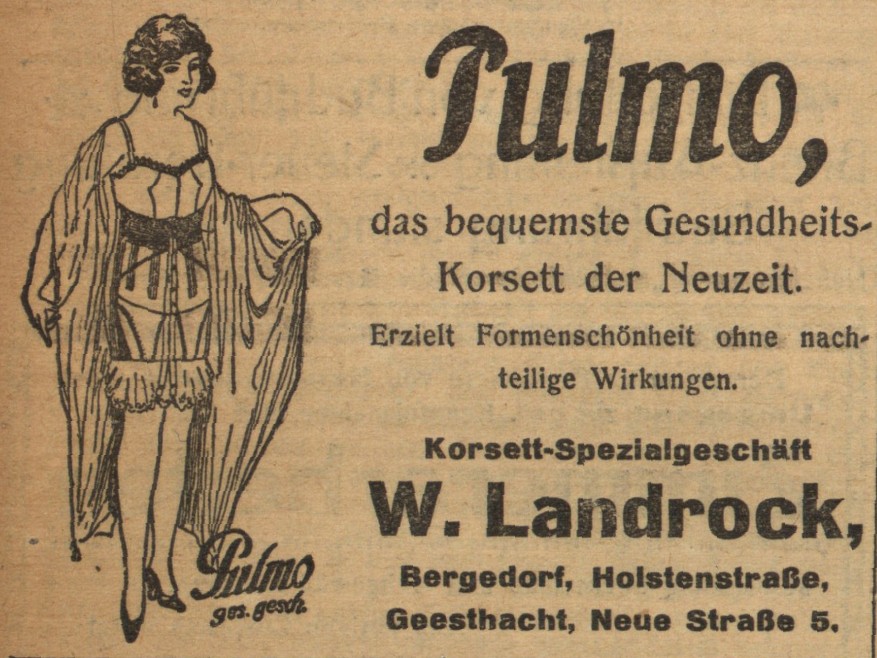 Pulmo,
das bequemste Gesundheits-
Korsett der Neuzeit.
Erzielt Formenschönheit ohne nach-
teilige Wirkungen.
Korsett-Spezialgeschäft
W. Landrock,
Bergedorf, Holstenstraße,
Geesthacht, Neue Straße 5.
Pulmo
ges. gesch.